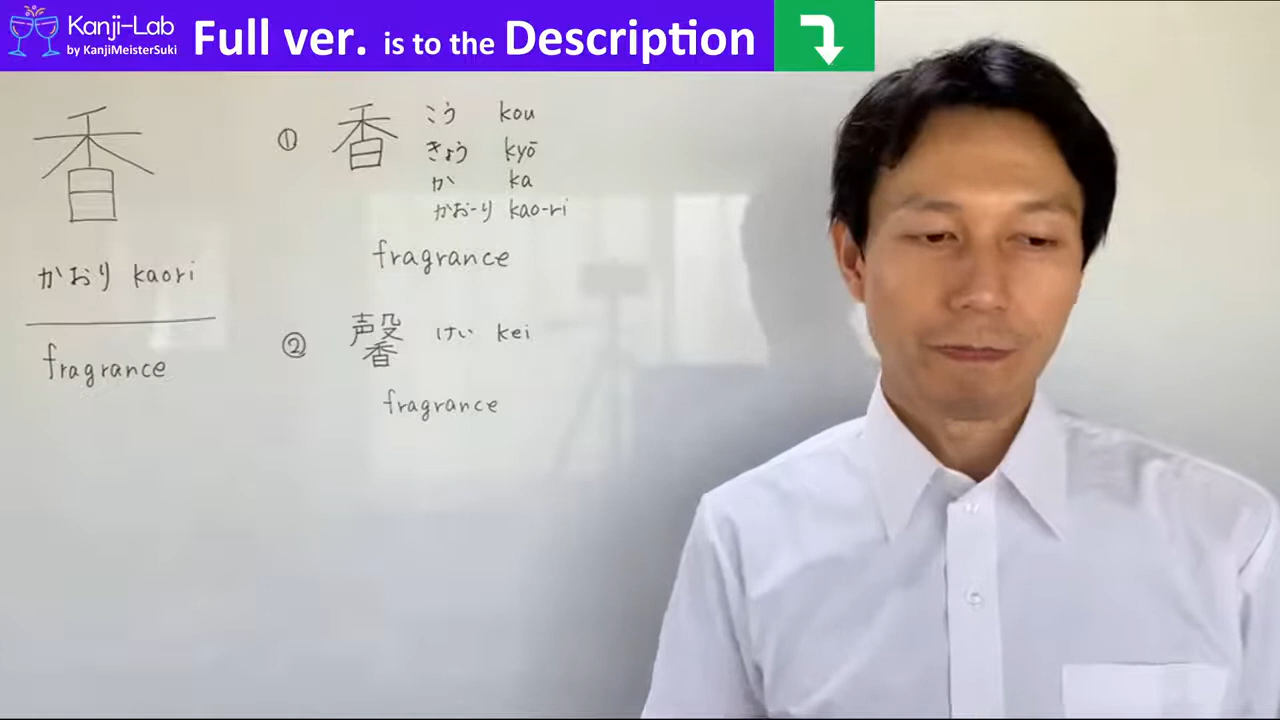 Kanji-Lab
by KanjiMeisterSuki
Full ver. is to the Description
香
かおり kaori
fragrance
① 香 こう kou
きょう kyō
か ka
かお-り kao-ri
fragrance
② 馨 けい kei
fragrance